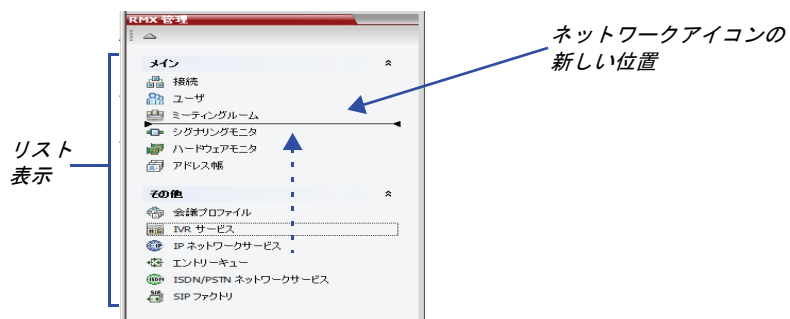 RMX 管理
ネットワークアイコンの
新しい位置
メイン
接続
ユーザ
ミーティングルーム
シグナリングモニタ
ハードウェアモニタ
アドレス帳
リスト
表示
その他
会議プロファイル
IVR サービス
IP ネットワークサービス
エントリーキュー
ISDN/PSTN ネットワークサービス
SIP ファクトリ